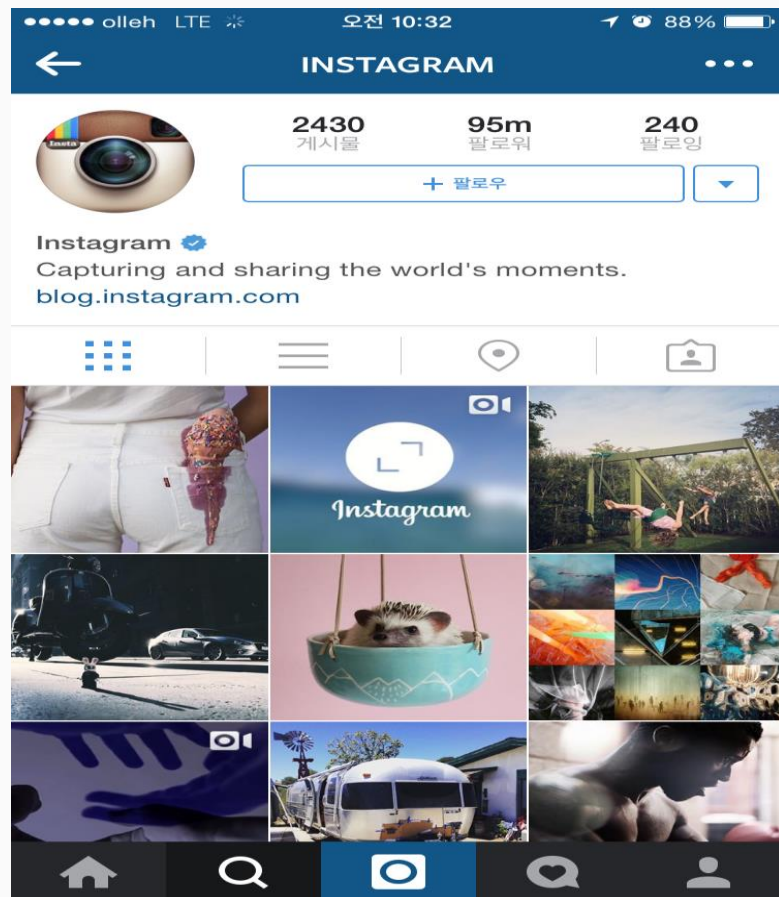 olleh LTE 오전 10:32 88%
INSTAGRAM
2430 95m 240
게시물 팔로워 팔로잉
+ 팔로우
Insta
Instagram
Capturing and sharing the world's moments.
blog.instagram.com
Instagram